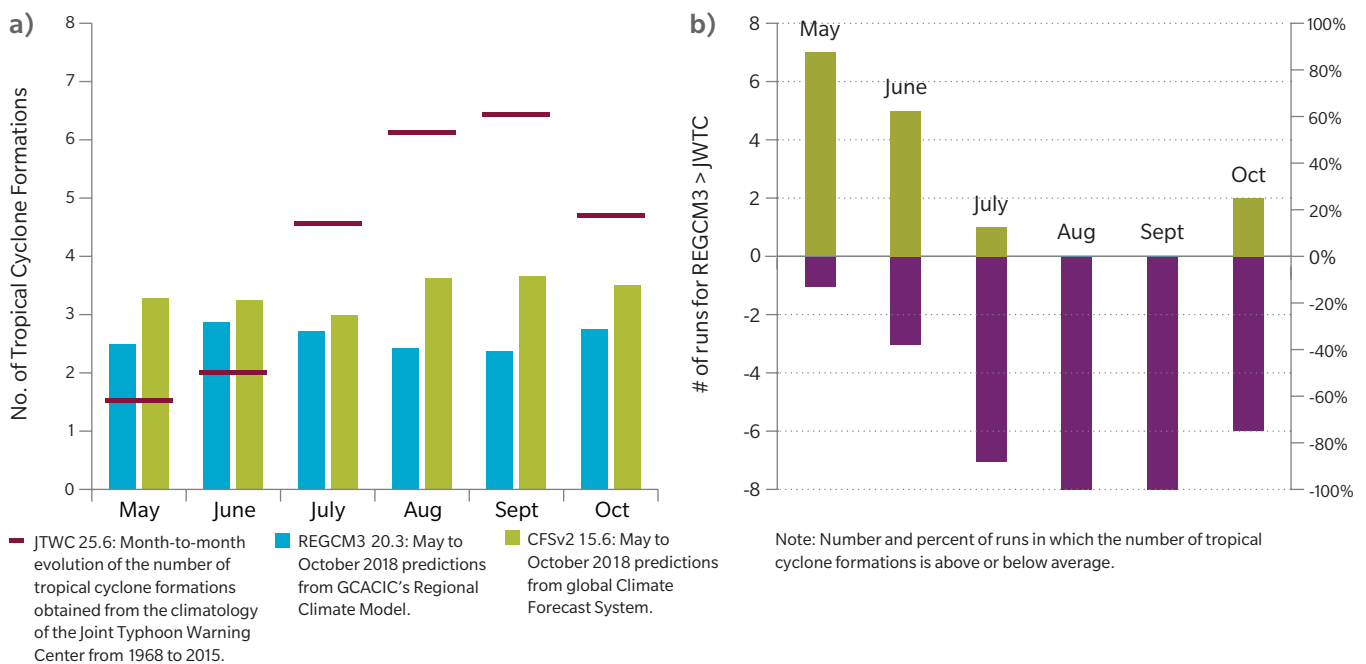 a)
No. of Tropical Cyclone Formations
8
7
6
5
4
3
2
1
0
May June July Aug Sept Oct
JTWC 25.6: Month-to-month
evolution of the number of
tropical cyclone formations
obtained from the climatology
of the Joint Typhoon Warning
Center from 1968 to 2015.
REGCM3 20.3: May to
October 2018 predictions
from GCACIC's Regional
Climate Model.
CFSv2 15.6: May to
October 2018 predictions
from global Climate
Forecast System.
b)
# of runs for REGCM3 > JWTC
8
6
4
2
0
-2
-4
-6
-8
May
June
July
Aug
Sept
Oct
100%
80%
60%
40%
20%
0%
-20%
-40%
-60%
-80%
-100%
Note: Number and percent of runs in which the number of tropical
cyclone formations is above or below average.